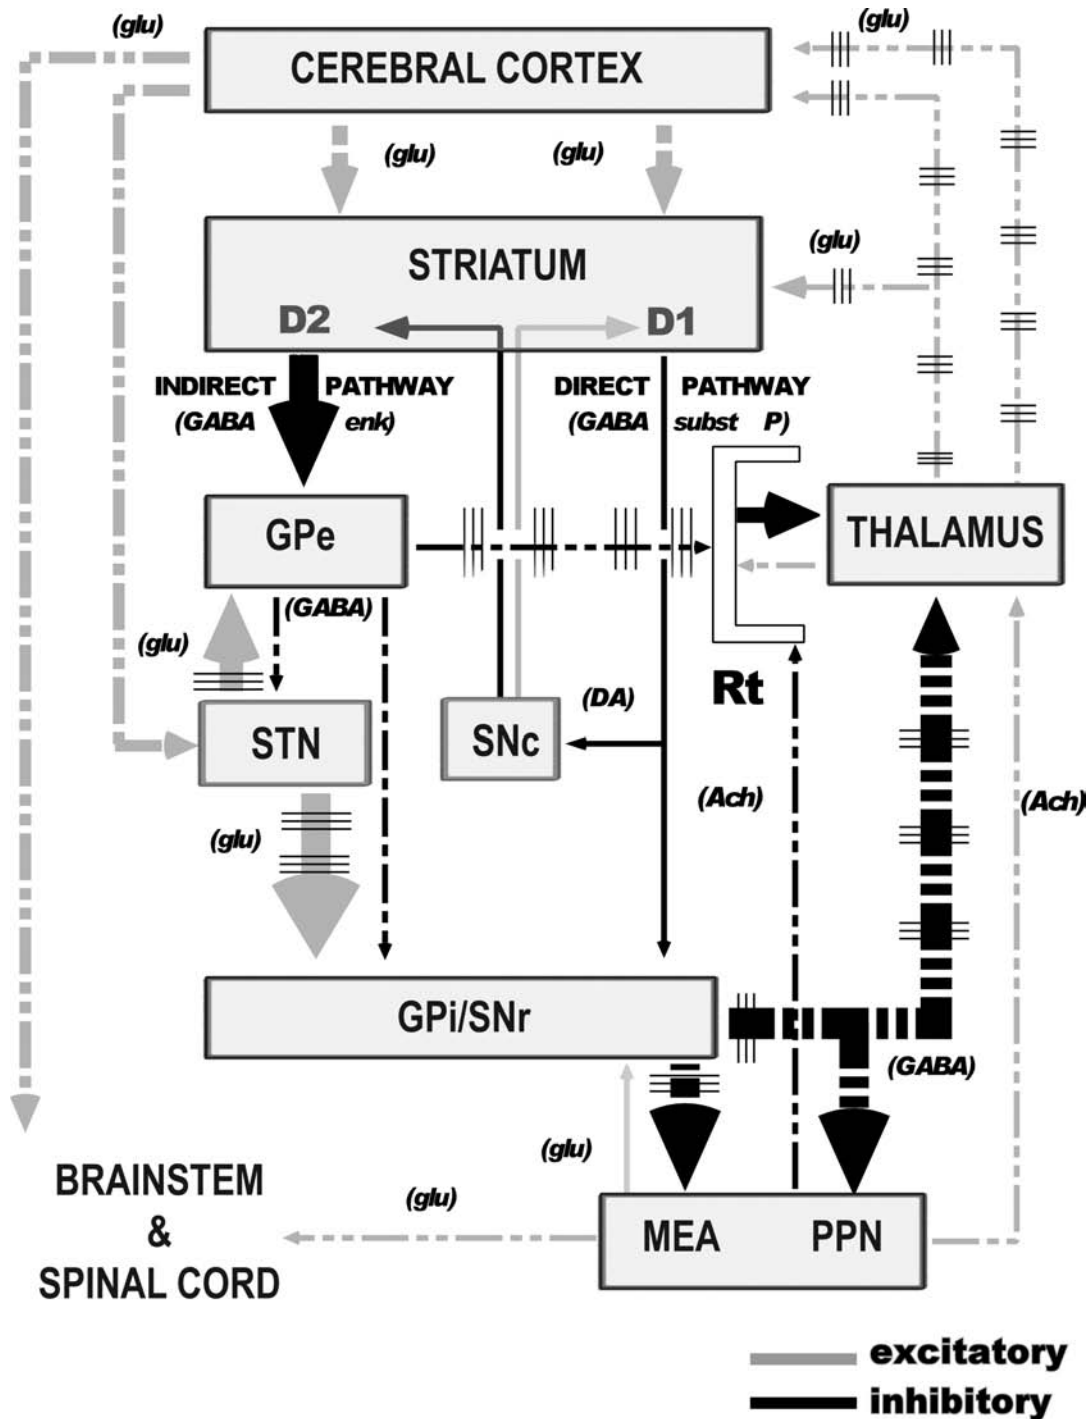 (glu)
(glu)
CEREBRAL CORTEX
(glu)
(glu)
STRIATUM
(glu)
D2
D1
INDIRECT PATHWAY
(GABA enk)
DIRECT PATHWAY
(GABA subst P)
GPe
THALAMUS
(GABA)
(glu)
Rt
(DA)
STN
SNc
(Ach)
(Ach)
(glu)
GPi/SNr
(GABA)
(glu)
BRAINSTEM
&
SPINAL CORD
(glu)
MEA
PPN
excitatory
inhibitory